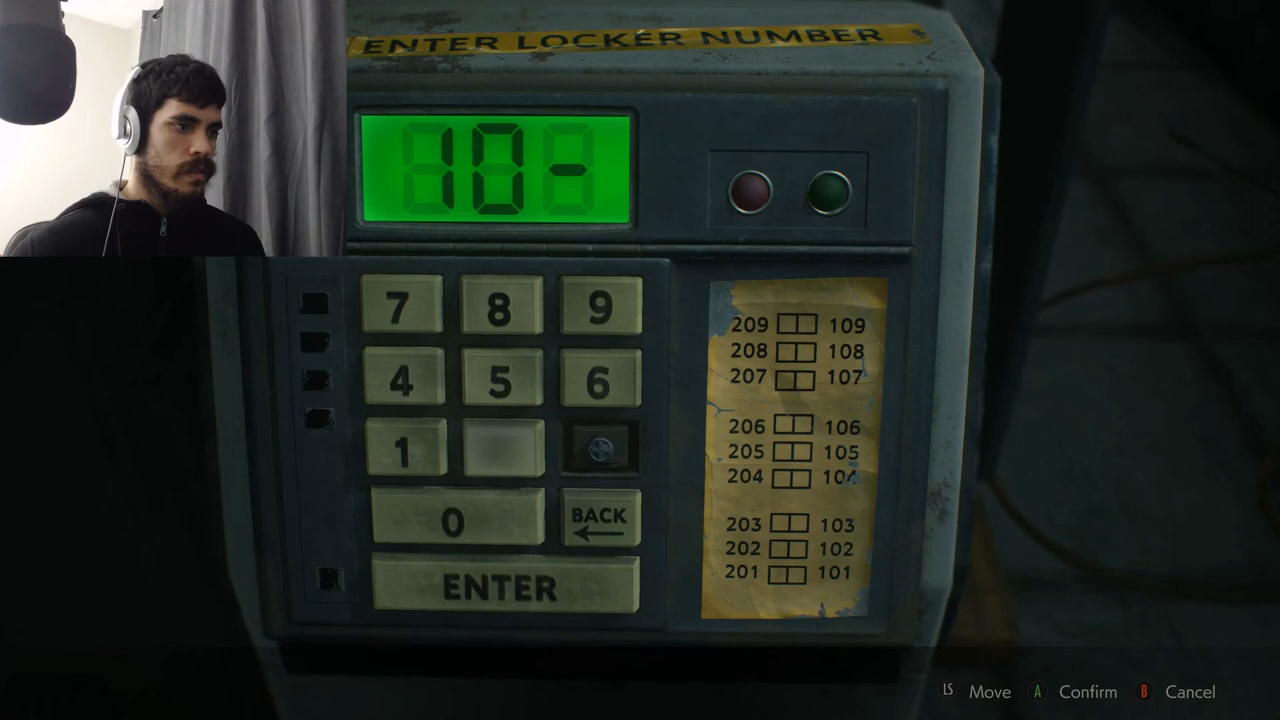 ENTER LOCKER NUMBER
10-
7 8 9
4 5 6
1
0 BACK
ENTER
209 109
208 108
207 107
206 106
205 105
204 104
203 103
202 102
201 101
LS Move A Confirm B Cancel